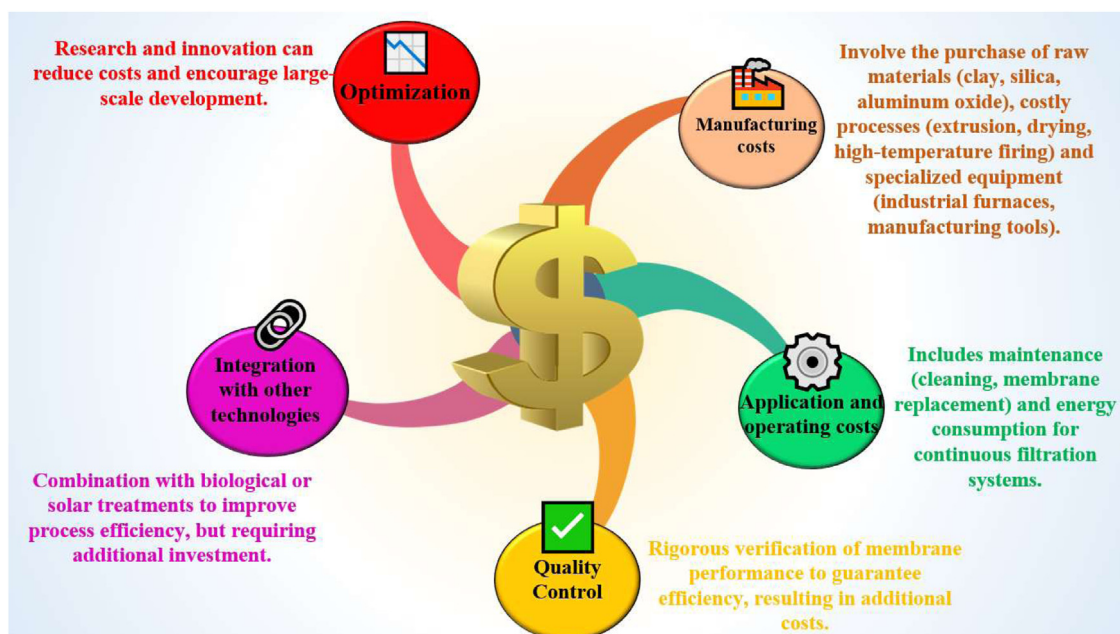 Research and innovation can
reduce costs and encourage large-
scale development.
Optimization
Manufacturing
costs
Involve the purchase of raw
materials (clay, silica,
aluminum oxide), costly
processes (extrusion, drying,
high-temperature firing) and
specialized equipment
(industrial furnaces,
manufacturing tools).
Integration
with other
technologies
Combination with biological or
solar treatments to improve
process efficiency, but requiring
additional investment.
Application and
operating costs
Includes maintenance
(cleaning, membrane
replacement) and energy
consumption for
continuous filtration
systems.
Quality
Control
Rigorous verification of membrane
performance to guarantee
efficiency, resulting in additional
costs.